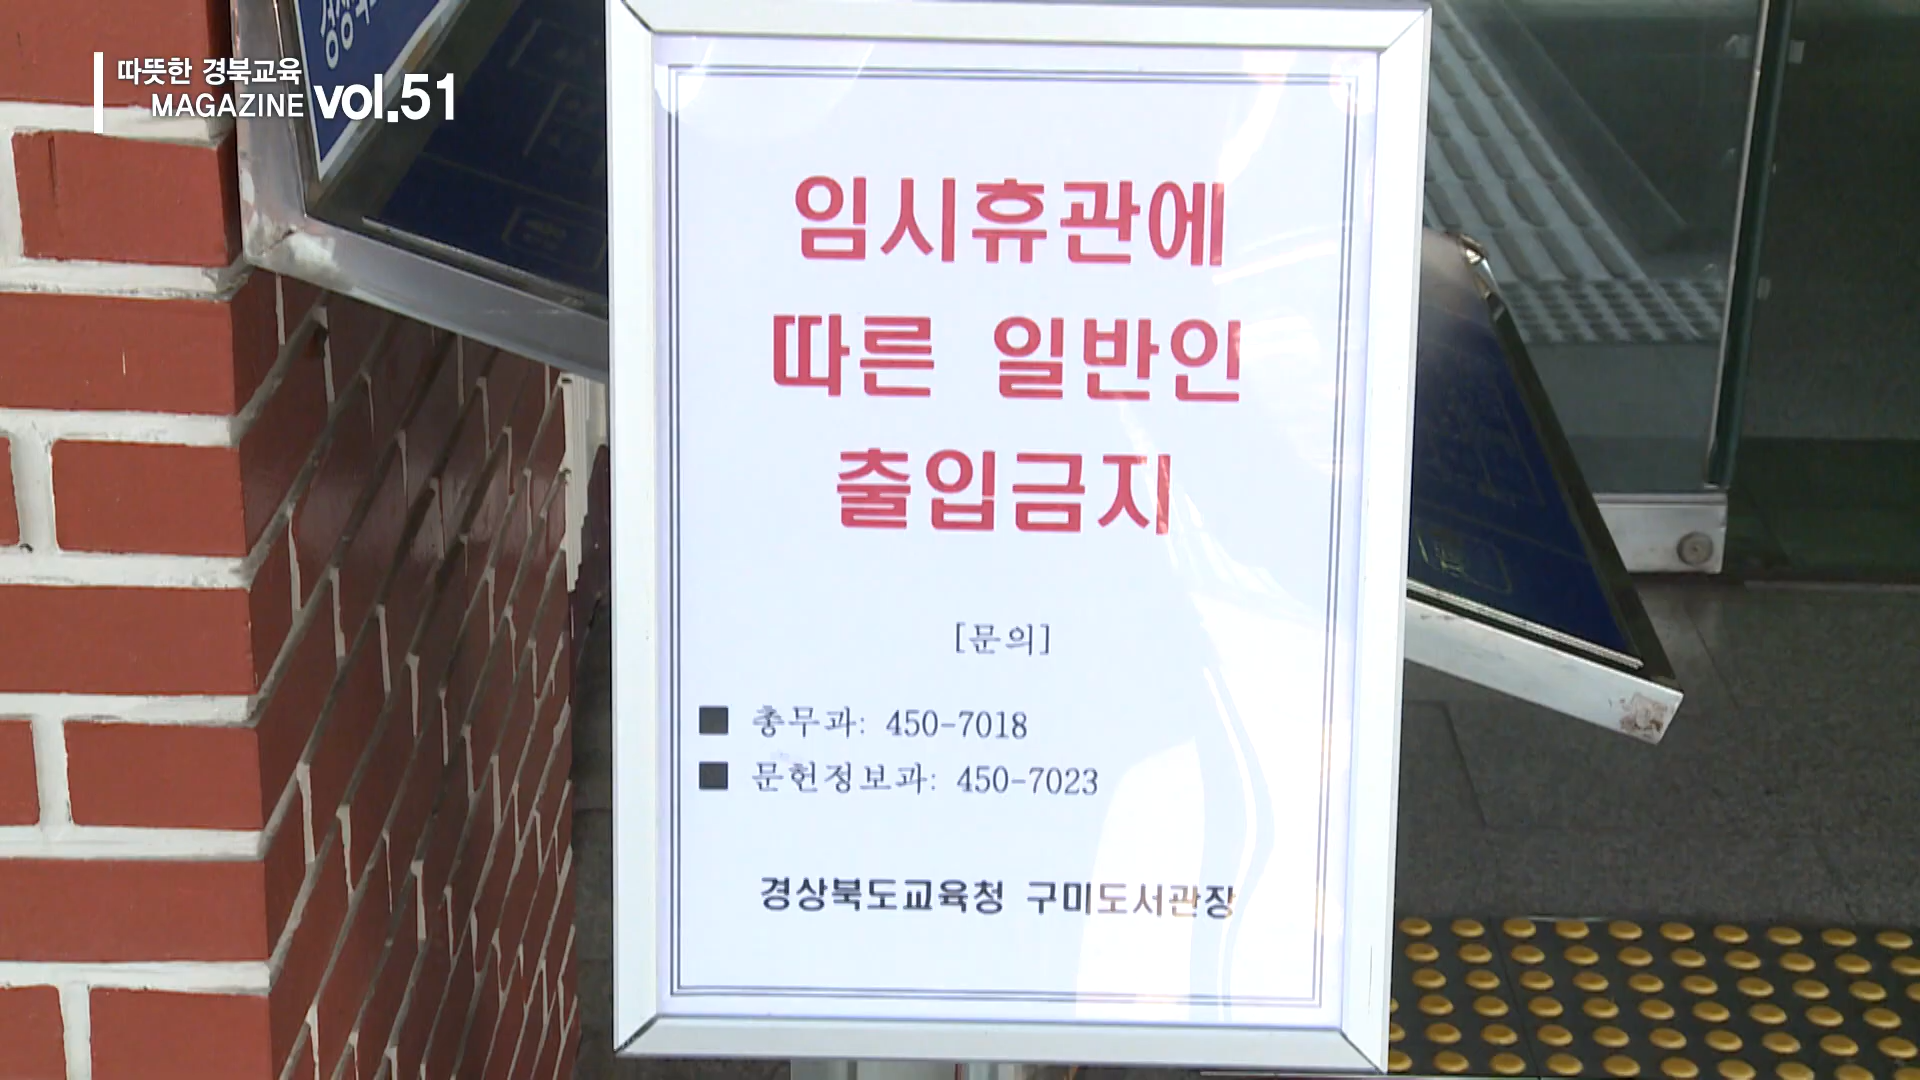 따뜻한 경북교육
MAGAZINE vol.51
임시휴관에
따른 일반인
출입금지
[문의]
■ 총무과: 450-7018
■ 문헌정보과: 450-7023
경상북도교육청 구미도서관장